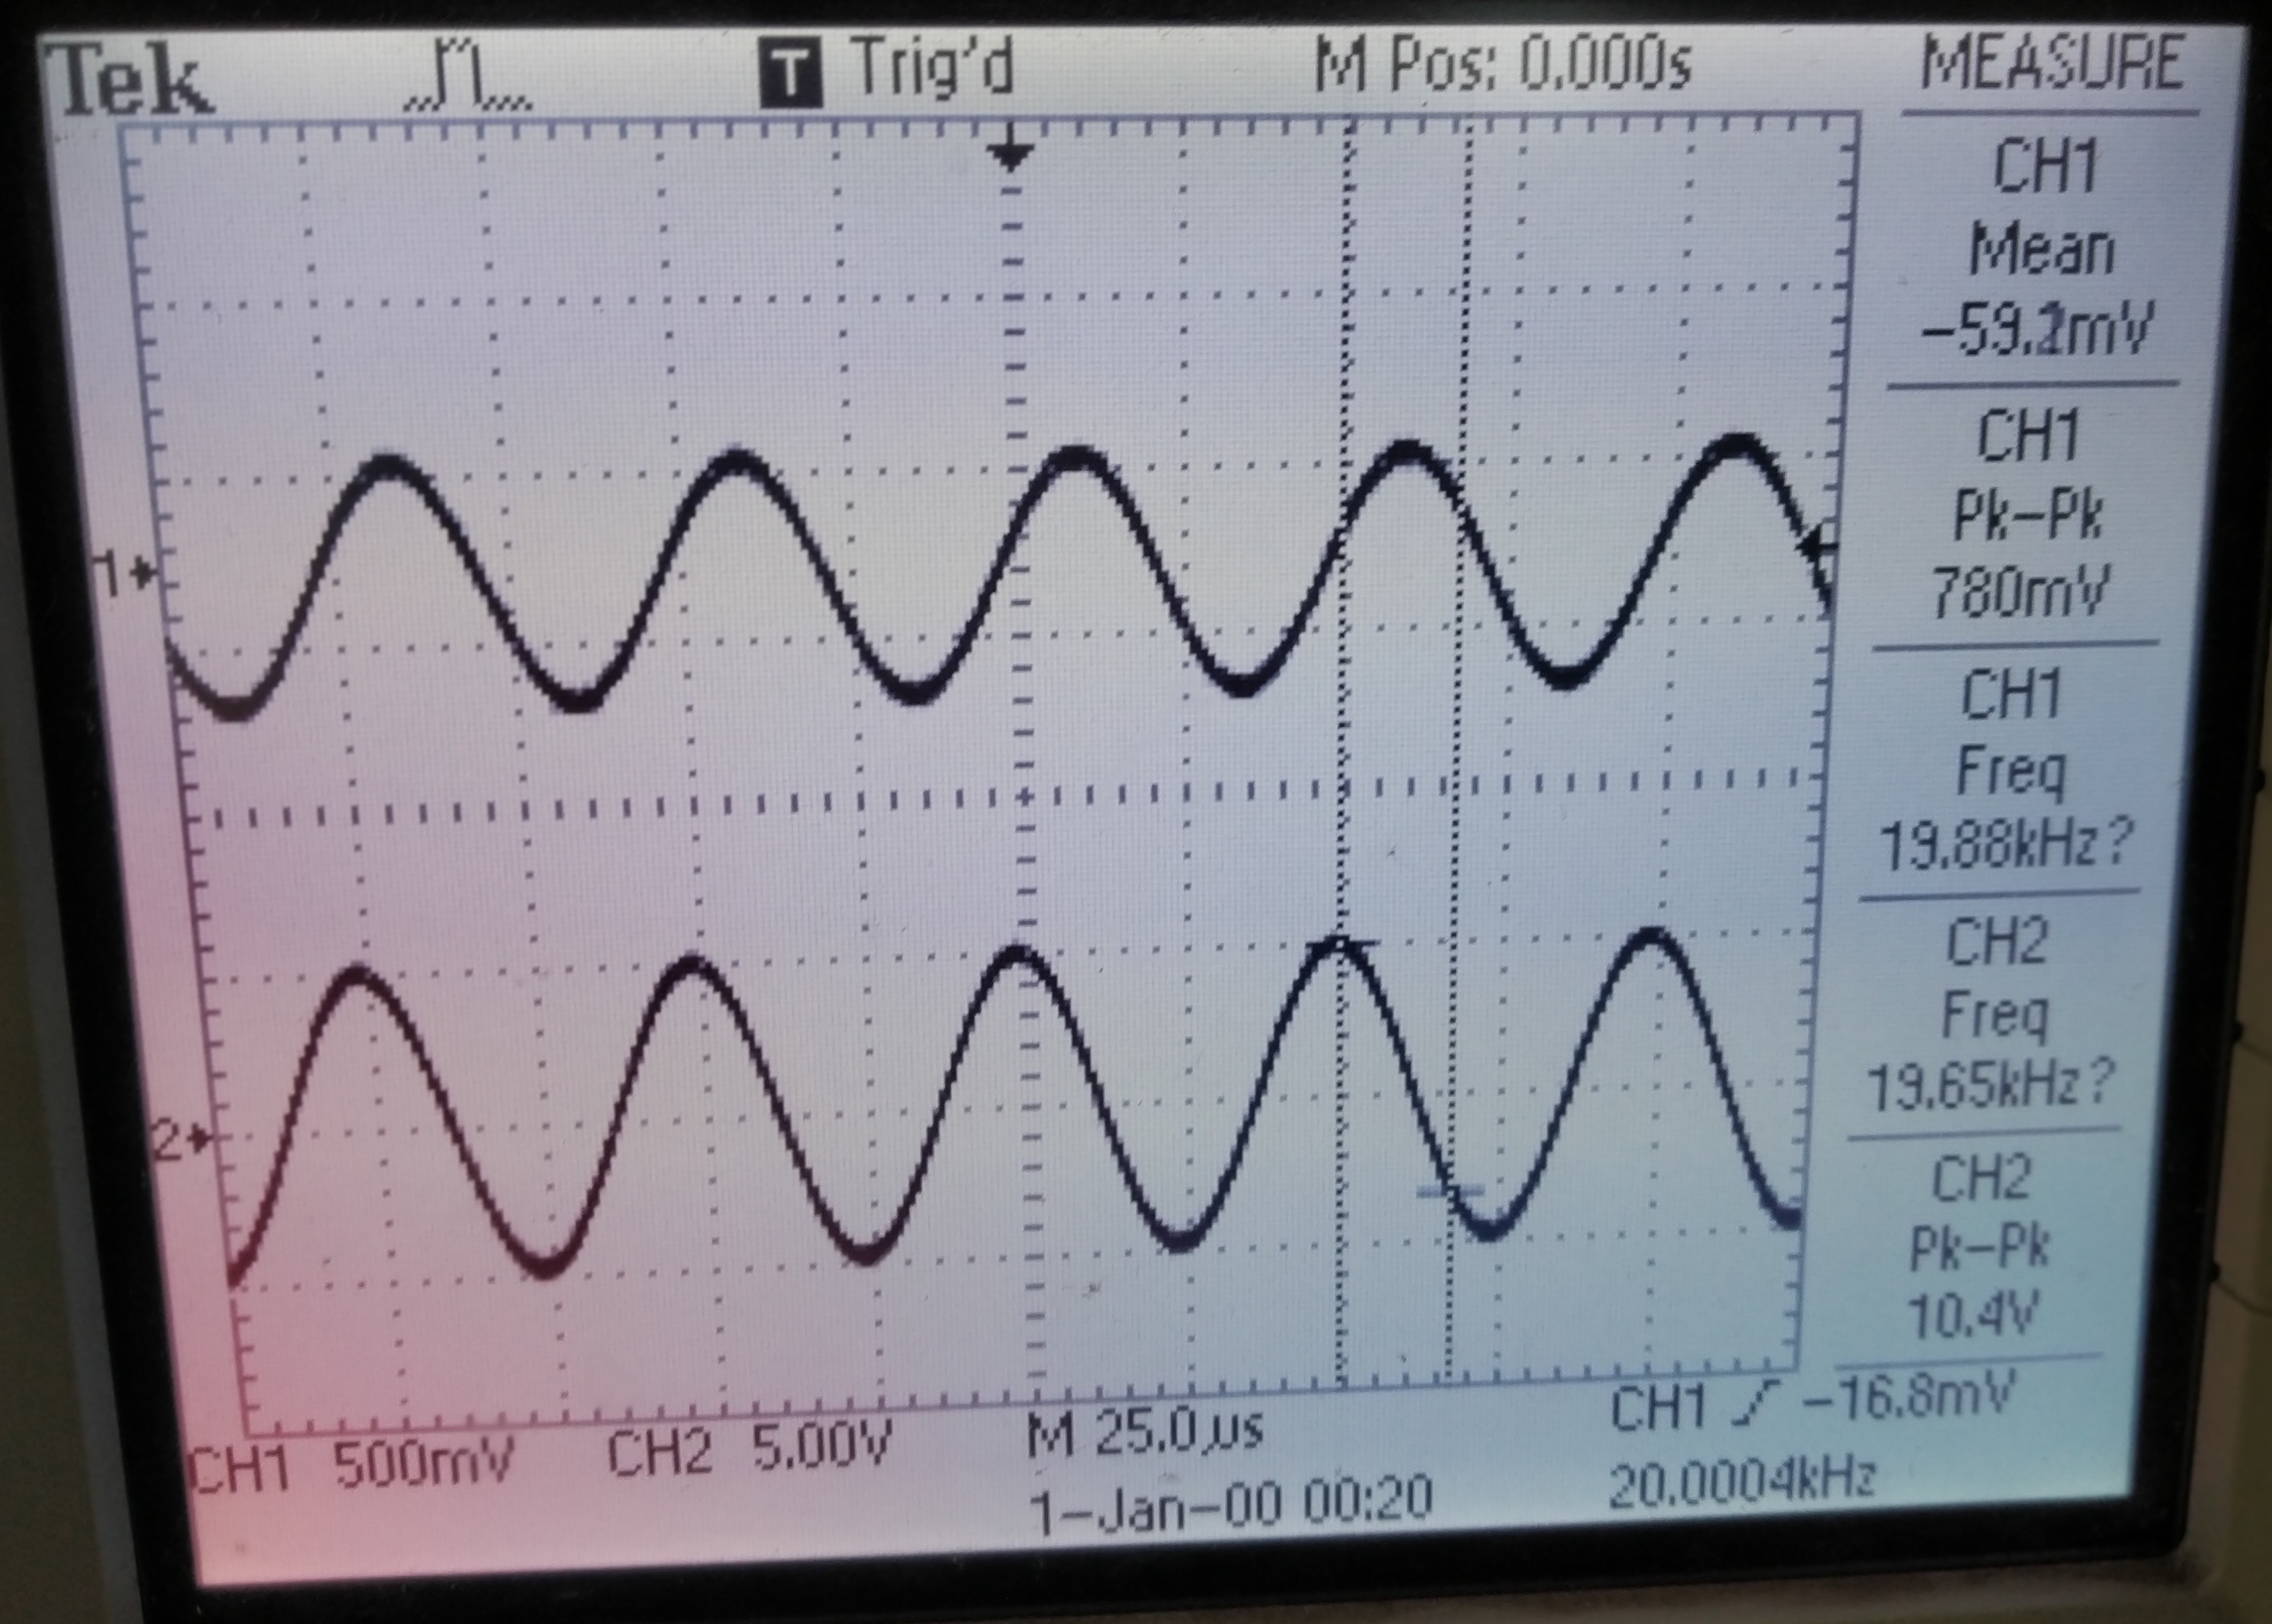 Tek T Trig'd M Pos: 0.000s MEASURE
CH1
Mean
-59.2mV
CH1
Pk-Pk
780mV
CH1
Freq
19.88kHz?
CH2
Freq
19.65kHz?
CH2
Pk-Pk
10.4V
1
2
CH1 500mV CH2 5.00V M 25.0µs CH1 -16.8mV
1-Jan-00 00:20 20.0004kHz